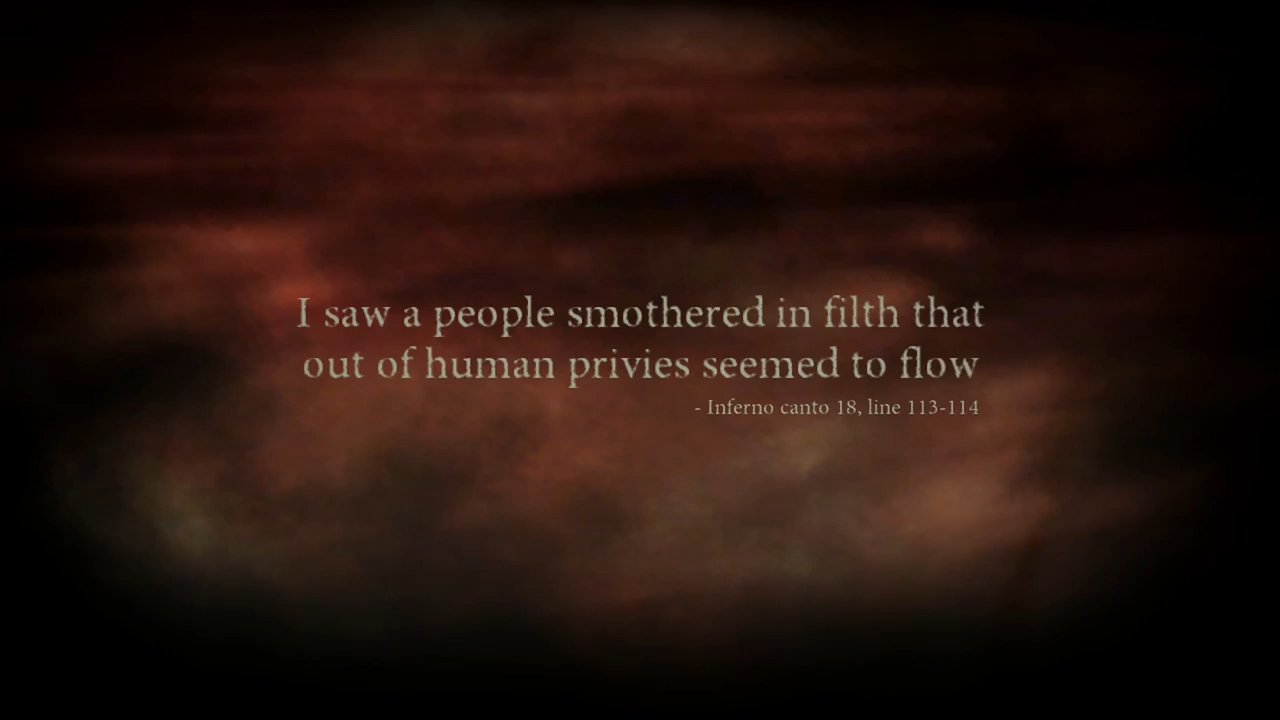 I saw a people smothered in filth that
out of human privies seemed to flow
- Inferno canto 18, line 113-114